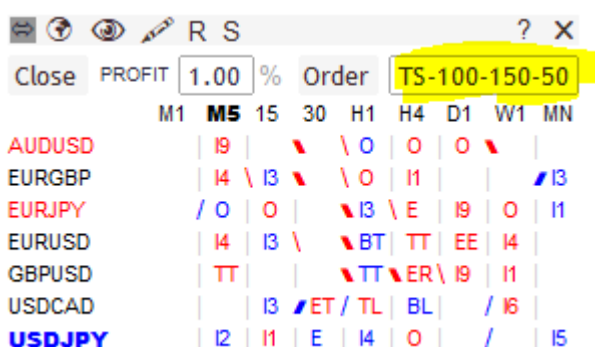 R S ? X
Close PROFIT 1.00 % Order TS-100-150-50
M1 M5 15 30 H1 H4 D1 W1 MN
AUDUSD I9 \ \ O O O \
EURGBP I4 \ I3 \ \ O I1 I3
EURJPY / O O \ I3 \ E I9 O I1
EURUSD I4 I3 \ \ BT TT EE I4
GBPUSD TT \ TT \ ER \ I9 I1
USDCAD I3 / ET / TL BL / I6
USDJPY I2 I1 E I4 O / I5